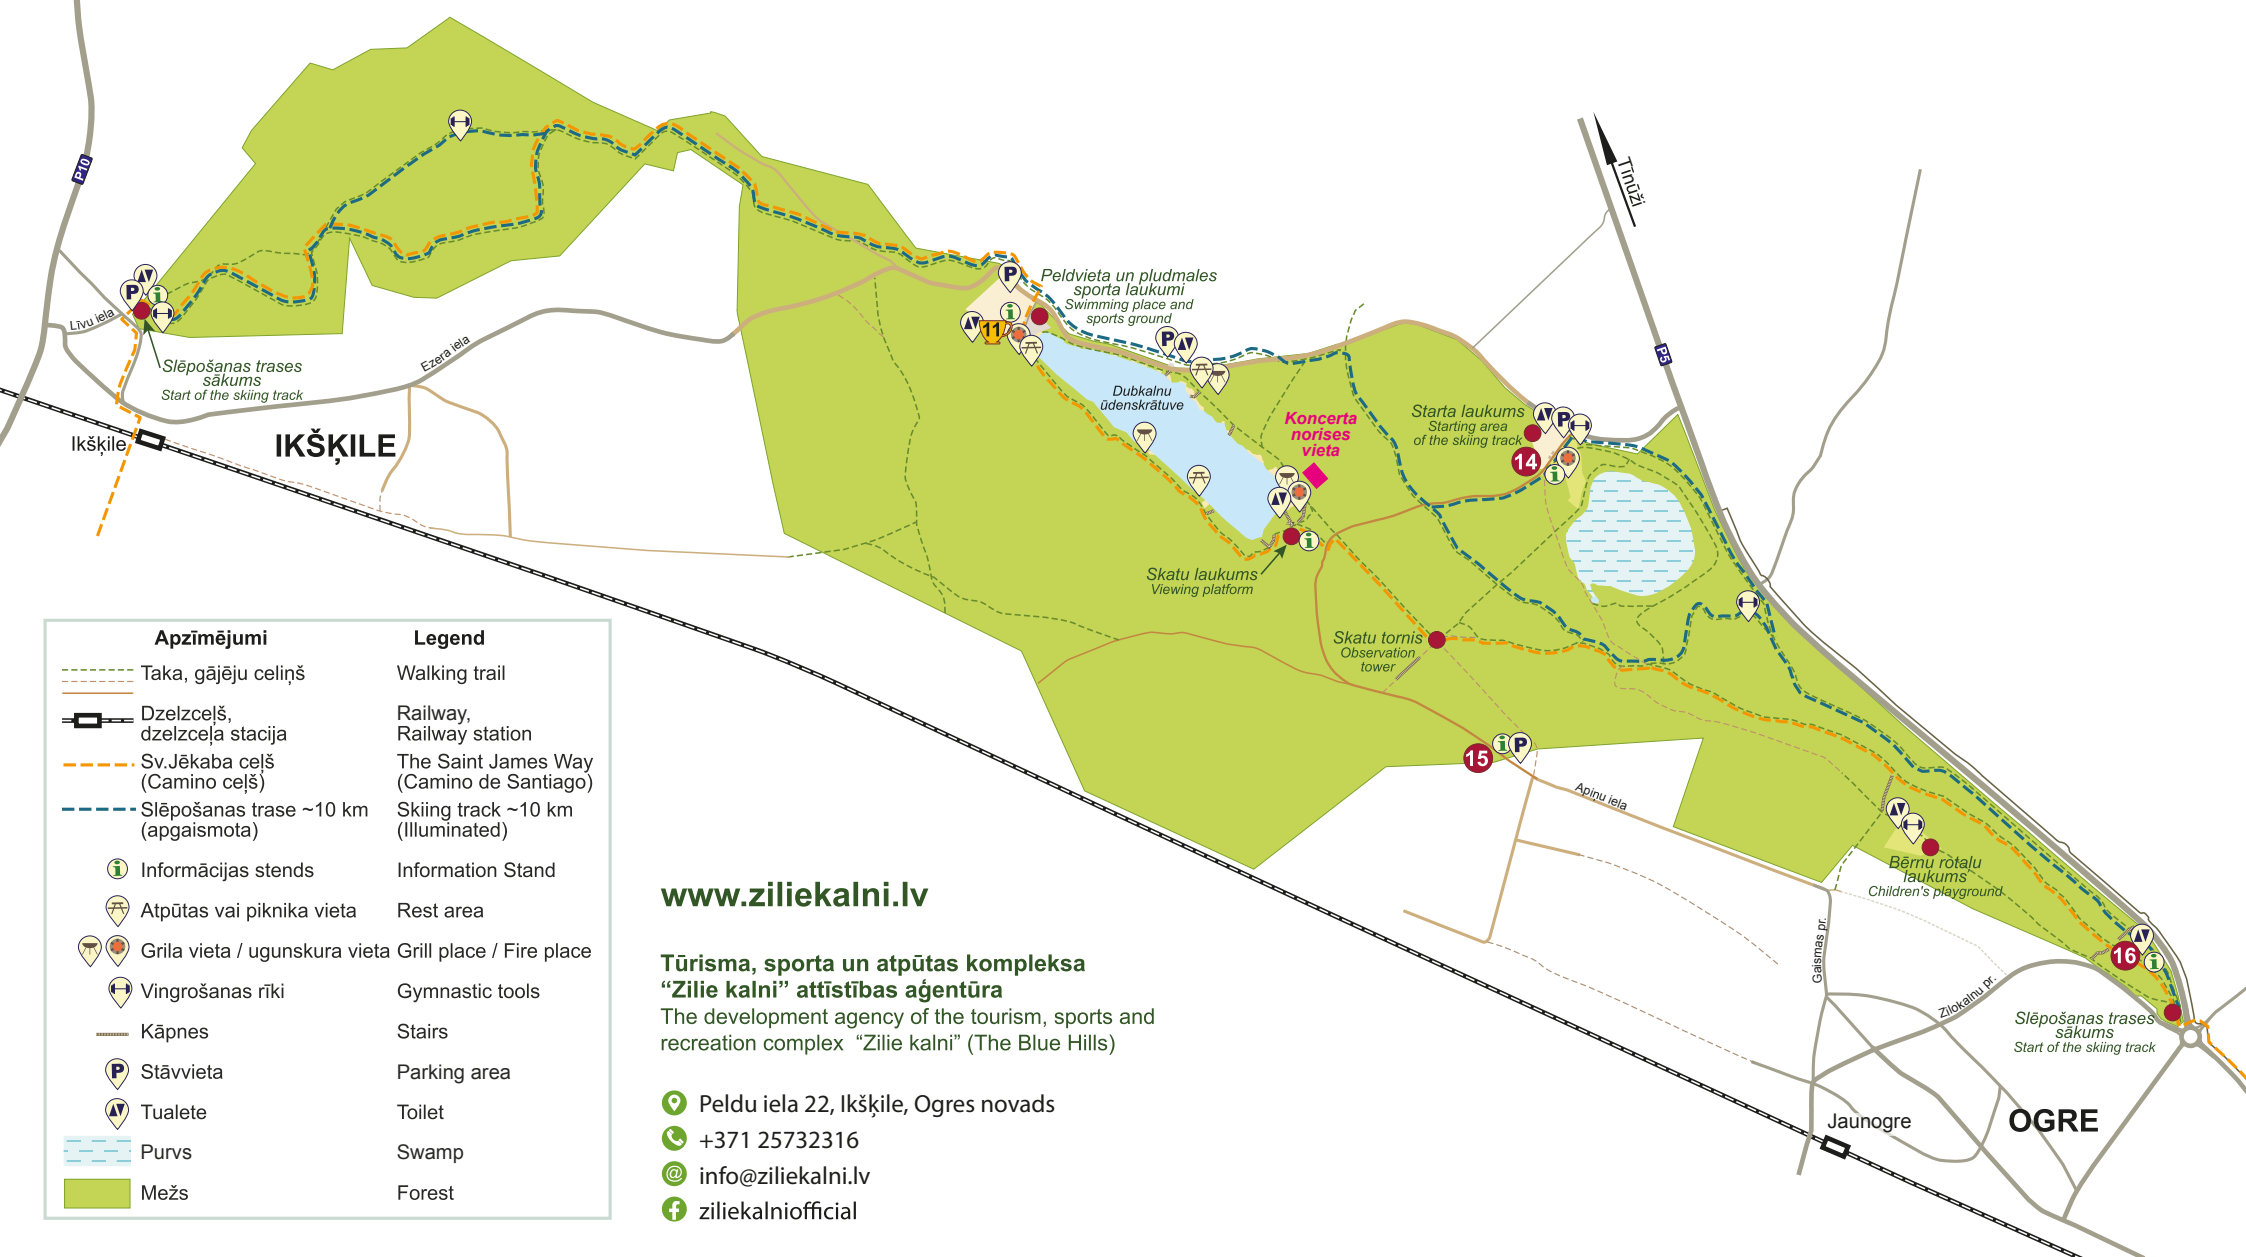 P10
Līvu iela
Slēpošanas trases
sākums
Start of the skiing track
Ezera iela
Ikšķile
IKŠĶILE
P
i
P
i
11
Peldvieta un pludmales
sporta laukumi
Swimming place and
sports ground
P
Dubkalnu
ūdenskrātuve
Koncerta
norises
vieta
Skatu laukums
Viewing platform
i
Starta laukums
Starting area
of the skiing track
P
14
i
Tīnūži
P5
Skatu tornis
Observation
tower
15
i
P
Apiņu iela
Bērnu rotaļu
laukums
Children's playground
Gaismas pr.
Zilokalnu pr.
16
i
Slēpošanas trases
sākums
Start of the skiing track
Jaunogre
OGRE
Apzīmējumi Legend
Taka, gājēju celiņš Walking trail
Dzelzceļš, Railway,
dzelzceļa stacija Railway station
Sv.Jēkaba ceļš The Saint James Way
(Camino ceļš) (Camino de Santiago)
Slēpošanas trase ~10 km Skiing track ~10 km
(apgaismota) (Illuminated)
i Informācijas stends Information Stand
Atpūtas vai piknika vieta Rest area
Grila vieta / ugunskura vieta Grill place / Fire place
Vingrošanas rīki Gymnastic tools
Kāpnes Stairs
P Stāvvieta Parking area
Tualete Toilet
Purvs Swamp
Mežs Forest
www.ziliekalni.lv
Tūrisma, sporta un atpūtas kompleksa
“Zilie kalni” attīstības aģentūra
The development agency of the tourism, sports and
recreation complex “Zilie kalni” (The Blue Hills)
Peldu iela 22, Ikšķile, Ogres novads
+371 25732316
info@ziliekalni.lv
ziliekalniofficial